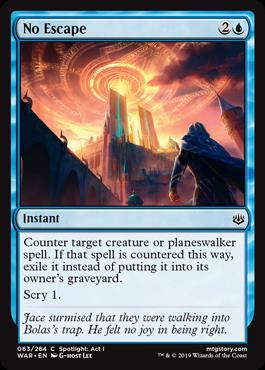 No Escape 2
Instant
Counter target creature or planeswalker
spell. If that spell is countered this way,
exile it instead of putting it into its
owner's graveyard.
Scry 1.
Jace surmised that they were walking into
Bolas's trap. He felt no joy in being right.
063/264 C Spotlight: Act I mtgstory.com
WAR • EN G-host Lee ™ & © 2019 Wizards of the Coast